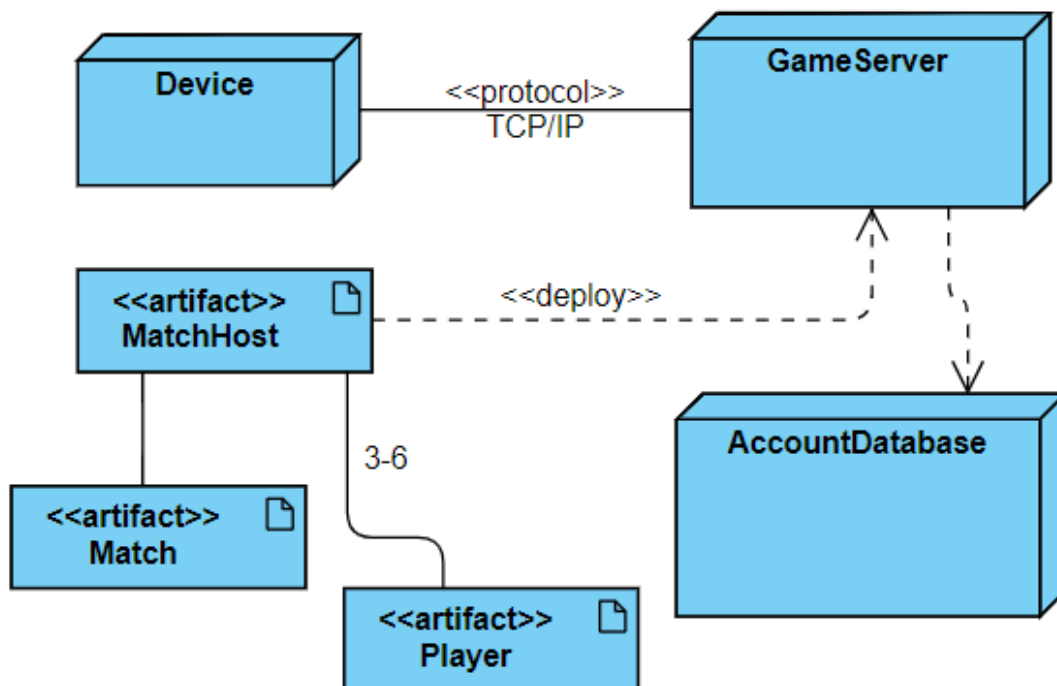 Device
<<protocol>>
TCP/IP
GameServer
<<artifact>>
MatchHost
<<deploy>>
3-6
AccountDatabase
<<artifact>>
Match
<<artifact>>
Player